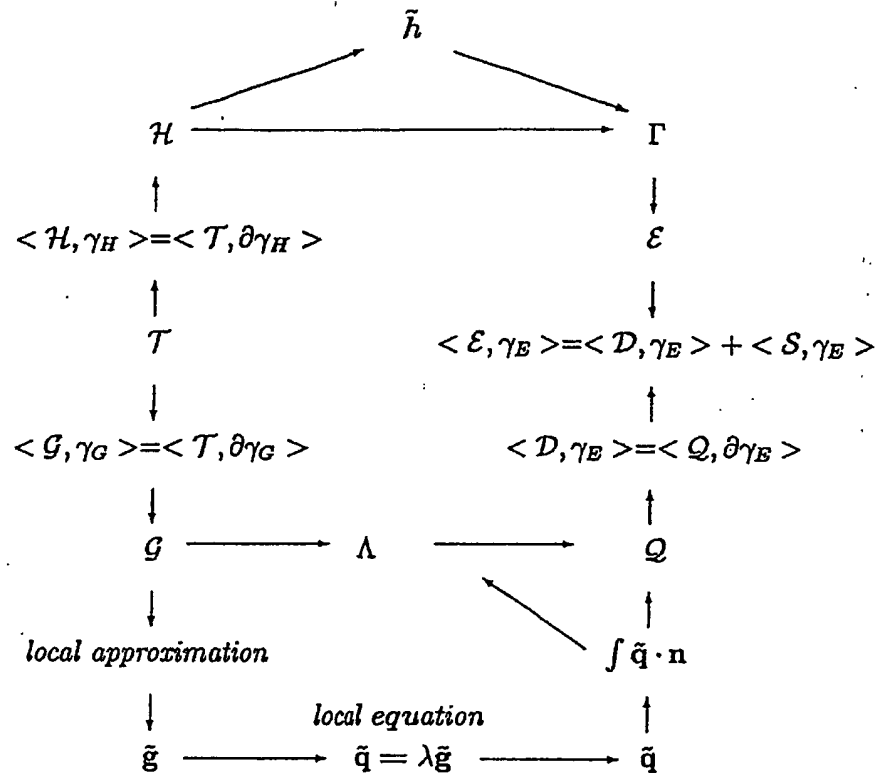 h̃
ℋ Γ
< ℋ, γ_H >=< 𝒯, ∂γ_H > ℰ
𝒯 < ℰ, γ_E >=< 𝒟, γ_E > + < 𝒮, γ_E >
< 𝒢, γ_G >=< 𝒯, ∂γ_G > < 𝒟, γ_E >=< 𝒬, ∂γ_E >
𝒢 Λ 𝒬
local approximation ∫ q̃ · n
local equation
g̃ q̃ = λg̃ q̃